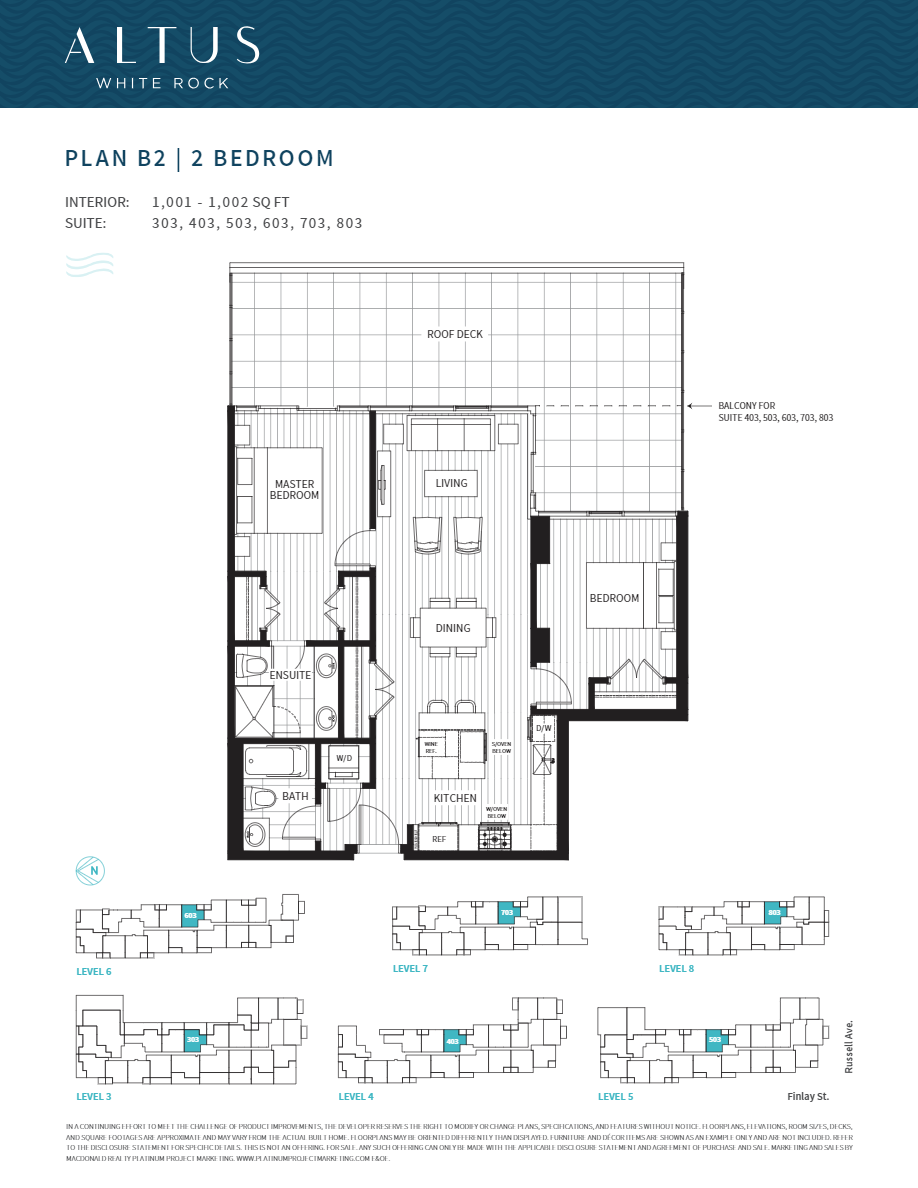 ALTUS
WHITE ROCK
PLAN B2 | 2 BEDROOM
INTERIOR: 1,001 - 1,002 SQ FT
SUITE: 303, 403, 503, 603, 703, 803
ROOF DECK
BALCONY FOR
SUITE 403, 503, 603, 703, 803
MASTER
BEDROOM
LIVING
BEDROOM
DINING
ENSUITE
D/W
WINE
REF.
S/OVEN
BELOW
W/D
BATH
KITCHEN
W/OVEN
BELOW
REF
N
603
703
803
LEVEL 6
LEVEL 7
LEVEL 8
303
403
503
Russell Ave.
LEVEL 3
LEVEL 4
LEVEL 5
Finlay St.
IN A CONTINUING EFFORT TO MEET THE CHALLENGE OF PRODUCT IMPROVEMENTS, THE DEVELOPER RESERVES THE RIGHT TO MODIFY OR CHANGE PLANS, SPECIFICATIONS, AND FEATURES WITHOUT NOTICE. FLOORPLANS, ELEVATIONS, ROOM SIZES, DECKS,
AND SQUARE FOOTAGES ARE APPROXIMATE AND MAY VARY FROM THE ACTUAL BUILT HOME. FLOORPLANS MAY BE ORIENTED DIFFERENTLY THAN DISPLAYED. FURNITURE AND DÉCOR ITEMS ARE SHOWN AS AN EXAMPLE ONLY AND ARE NOT INCLUDED. REFER
TO THE DISCLOSURE STATEMENT FOR SPECIFIC DETAILS. THIS IS NOT AN OFFERING. FOR SALE. ANY SUCH OFFERING CAN ONLY BE MADE WITH THE APPLICABLE DISCLOSURE STATEMENT AND AGREEMENT OF PURCHASE AND SALE. MARKETING AND SALES BY
MACDONALD REALTY PLATINUM PROJECT MARKETING. WWW.PLATINUMPROJECTMARKETING.COM E&OE.